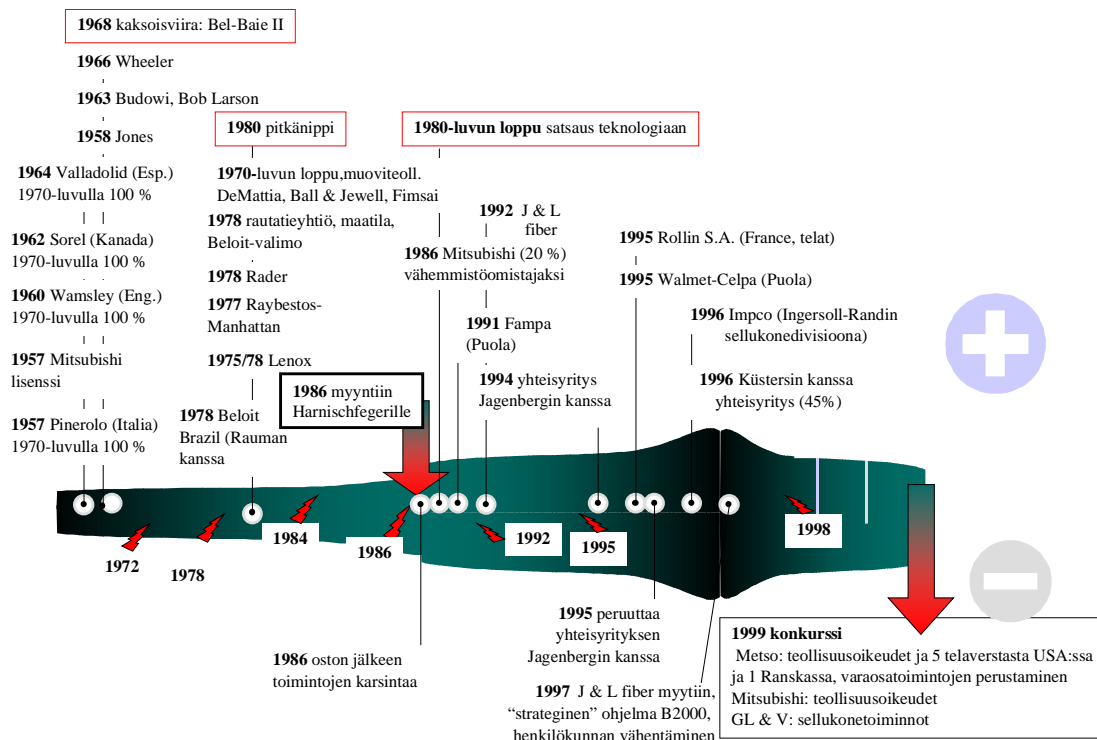 1968 kaksoisviira: Bel-Baie II
1966 Wheeler
1963 Budowi, Bob Larson
1958 Jones
1964 Valladolid (Esp.)
1970-luvulla 100 %
1962 Sorel (Kanada)
1970-luvulla 100 %
1960 Wamsley (Eng.)
1970-luvulla 100 %
1957 Mitsubishi
lisenssi
1957 Pinerolo (Italia)
1970-luvulla 100 %
1980 pitkänippi
1970-luvun loppu,muoviteoll.
DeMattia, Ball & Jewell, Fimsai
1978 rautatieyhtiö, maatila,
Beloit-valimo
1978 Rader
1977 Raybestos-
Manhattan
1975/78 Lenox
1978 Beloit
Brazil (Rauman
kanssa
1986 myyntiin
Harnischfegerille
1980-luvun loppu satsaus teknologiaan
1992 J & L
fiber
1986 Mitsubishi (20 %)
vähemmistöomistajaksi
1991 Fampa
(Puola)
1994 yhteisyritys
Jagenbergin kanssa
1995 Rollin S.A. (France, telat)
1995 Walmet-Celpa (Puola)
1996 Impco (Ingersoll-Randin
sellukonedivisioona)
1996 Küstersin kanssa
yhteisyritys (45%)
1972
1978
1984
1986
1992
1995
1998
1986 oston jälkeen
toimintojen karsintaa
1995 peruuttaa
yhteisyrityksen
Jagenbergin kanssa
1997 J & L fiber myytiin,
“strateginen” ohjelma B2000,
henkilökunnan vähentäminen
1999 konkurssi
Metso: teollisuusoikeudet ja 5 telaverstasta USA:ssa
ja 1 Ranskassa, varaosatoimintojen perustaminen
Mitsubishi: teollisuusoikeudet
GL & V: sellukonetoiminnot